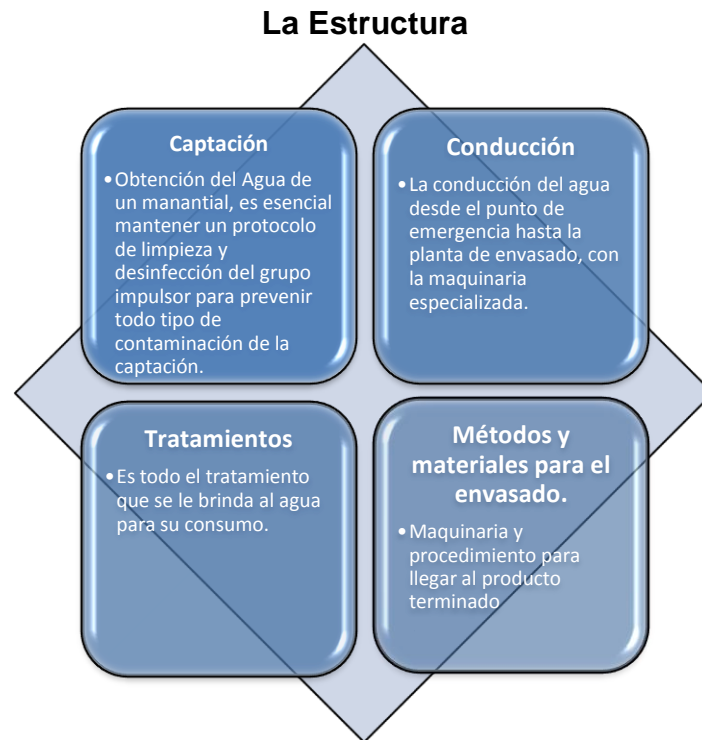 La Estructura
Captación
•Obtención del Agua de
un manantial, es esencial
mantener un protocolo
de limpieza y
desinfección del grupo
impulsor para prevenir
todo tipo de
contaminación de la
captación.
Conducción
•La conducción del agua
desde el punto de
emergencia hasta la
planta de envasado, con
la maquinaria
especializada.
Tratamientos
•Es todo el tratamiento
que se le brinda al agua
para su consumo.
Métodos y
materiales para el
envasado.
•Maquinaria y
procedimiento para
llegar al producto
terminado